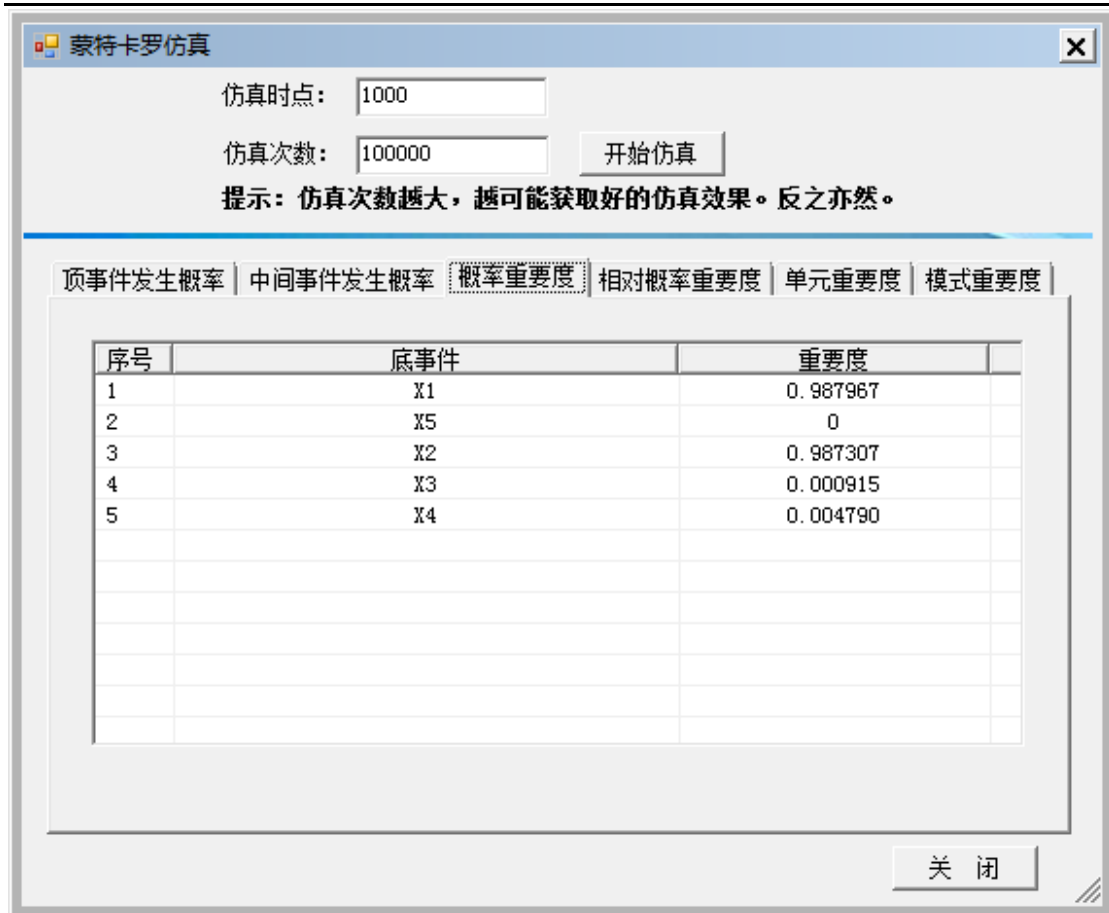 蒙特卡罗仿真
仿真时点: 1000
仿真次数: 100000 开始仿真
提示: 仿真次数越大，越可能获取好的仿真效果。反之亦然。
顶事件发生概率 中间事件发生概率 概率重要度 相对概率重要度 单元重要度 模式重要度
序号 底事件 重要度
1 X1 0.987967
2 X5 0
3 X2 0.987307
4 X3 0.000915
5 X4 0.004790
关 闭